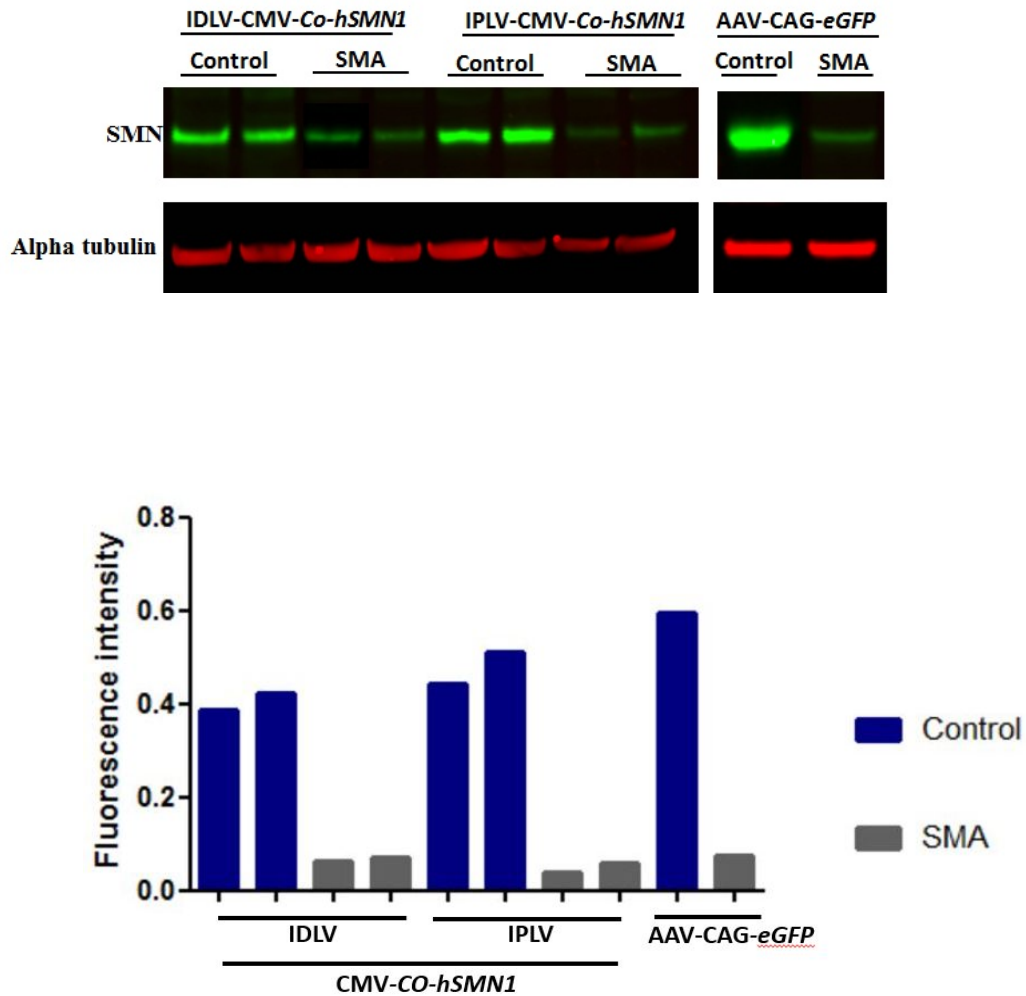 IDLV-CMV-Co-hSMN1 IPLV-CMV-Co-hSMN1 AAV-CAG-eGFP
Control SMA Control SMA Control SMA
SMN
Alpha tubulin
0.8
0.6
0.4
0.2
0.0
Fluorescence intensity
Control
SMA
IDLV IPLV AAV-CAG-eGFP
CMV-CO-hSMN1